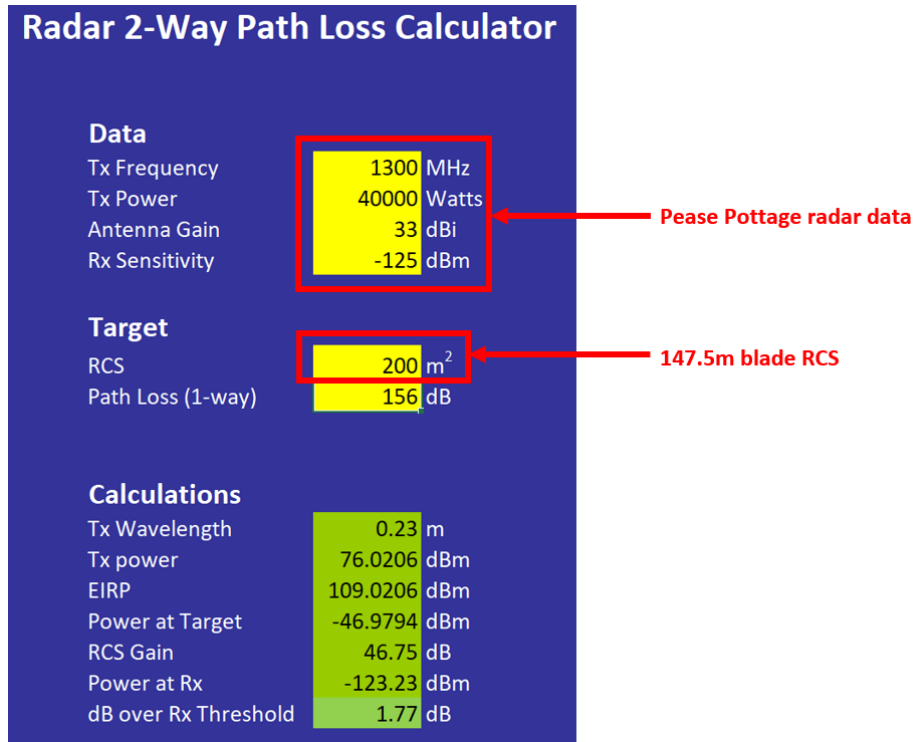 Radar 2-Way Path Loss Calculator
Data
Tx Frequency 1300 MHz
Tx Power 40000 Watts
Antenna Gain 33 dBi
Rx Sensitivity -125 dBm
Pease Pottage radar data
Target
RCS 200 m²
147.5m blade RCS
Path Loss (1-way) 156 dB
Calculations
Tx Wavelength 0.23 m
Tx power 76.0206 dBm
EIRP 109.0206 dBm
Power at Target -46.9794 dBm
RCS Gain 46.75 dB
Power at Rx -123.23 dBm
dB over Rx Threshold 1.77 dB